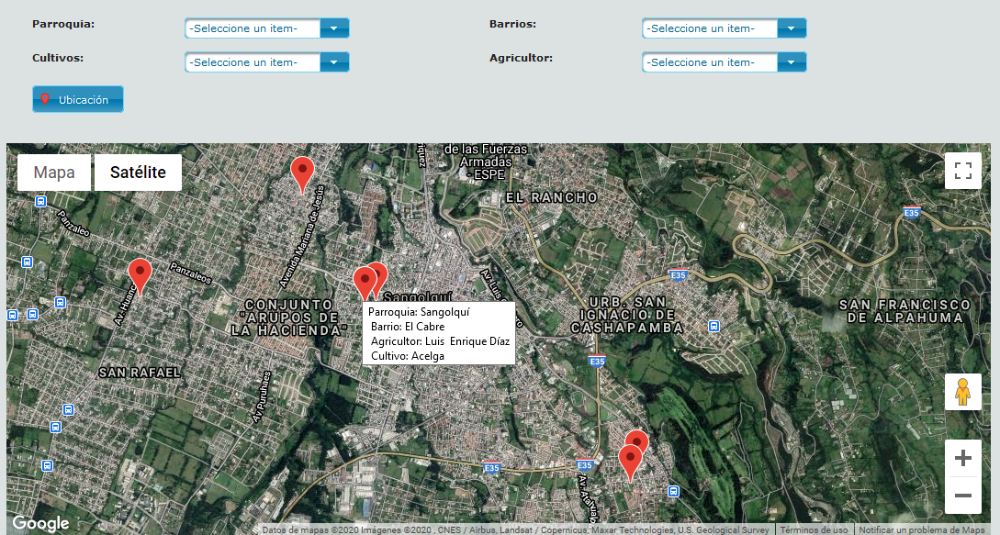 Parroquia:
-Seleccione un item-
Barrios:
-Seleccione un item-
Cultivos:
-Seleccione un item-
Agricultor:
-Seleccione un item-
Ubicación
Mapa
Satélite
de las Fuerzas
Armadas
- ESPE
EL RANCHO
E35
Panzaleo
Avenida Mariana de Jesús
Panzaleos
E35
Av. Luis
Sangolquí
CONJUNTO
"ARUPOS DE
LA HACIENDA"
URB. SAN
IGNACIO DE
CASHAPAMBA
SAN FRANCISCO
DE ALPAHUMA
Parroquia: Sangolquí
Barrio: El Cabre
Agricultor: Luis Enrique Díaz
Cultivo: Acelga
E35
SAN RAFAEL
Av. Puruhaes
E35
E35
Google
Datos de mapas ©2020 Imágenes ©2020 , CNES / Airbus, Landsat / Copernicus, Maxar Technologies, U.S. Geological Survey
Términos de uso
Notificar un problema de Maps